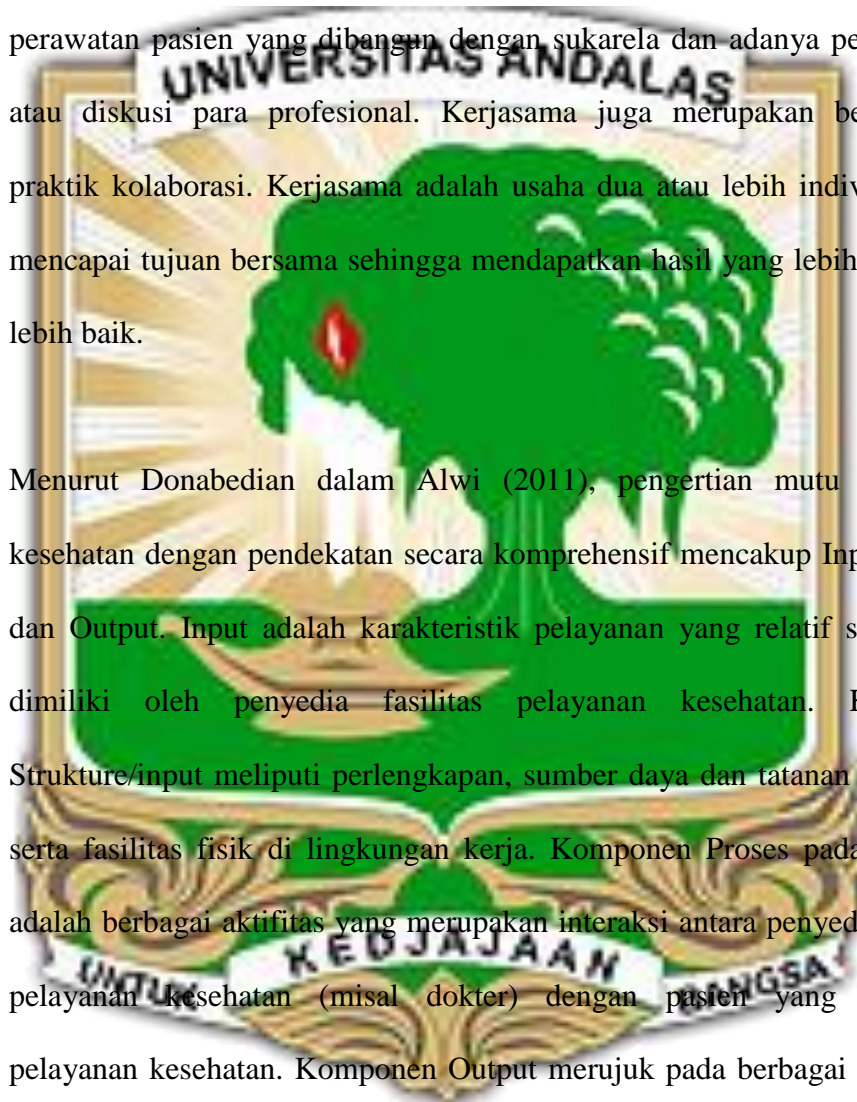 perawatan pasien yang dibangun dengan sukarela dan adanya pe
UNIVERSITAS ANDALAS
atau diskusi para profesional. Kerjasama juga merupakan be
praktik kolaborasi. Kerjasama adalah usaha dua atau lebih indiv
mencapai tujuan bersama sehingga mendapatkan hasil yang lebih
lebih baik.
Menurut Donabedian dalam Alwi (2011), pengertian mutu
kesehatan dengan pendekatan secara komprehensif mencakup Inp
dan Output. Input adalah karakteristik pelayanan yang relatif s
dimiliki oleh penyedia fasilitas pelayanan kesehatan.
Strukture/input meliputi perlengkapan, sumber daya dan tatanan
serta fasilitas fisik di lingkungan kerja. Komponen Proses pada
adalah berbagai aktifitas yang merupakan interaksi antara penyed
UNTUK KEDJAJAAN BANGSA
pelayanan kesehatan (misal dokter) dengan pasien yang
pelayanan kesehatan. Komponen Output merujuk pada berbagai